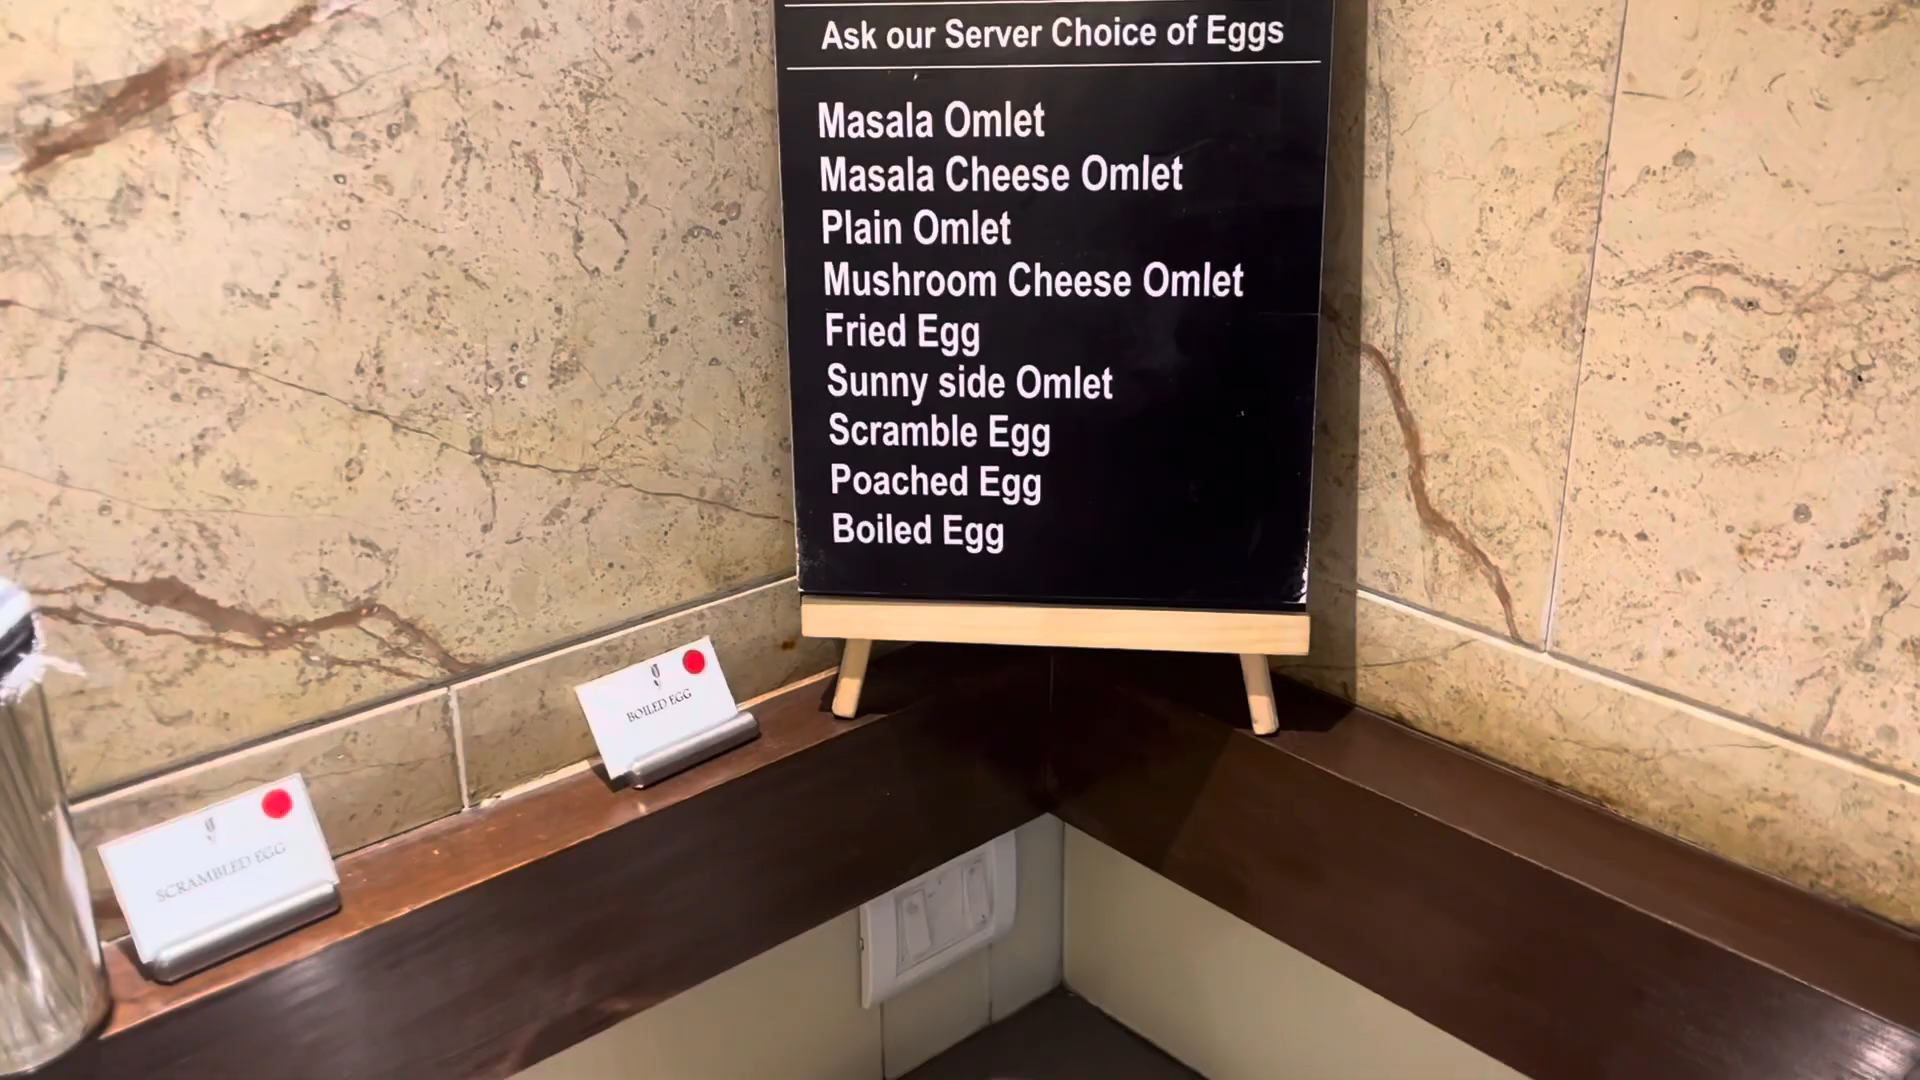 Ask our Server Choice of Eggs
Masala Omlet
Masala Cheese Omlet
Plain Omlet
Mushroom Cheese Omlet
Fried Egg
Sunny side Omlet
Scramble Egg
Poached Egg
Boiled Egg
BOILED EGG
SCRAMBLED EGG